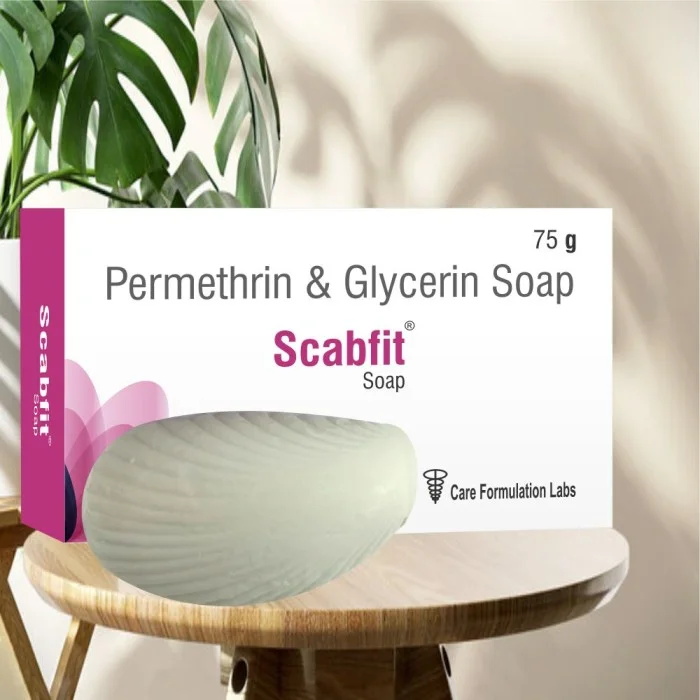 75 g
Permethrin & Glycerin Soap
Scabfit®
Soap
Care Formulation Labs
Scabfit®
Soap